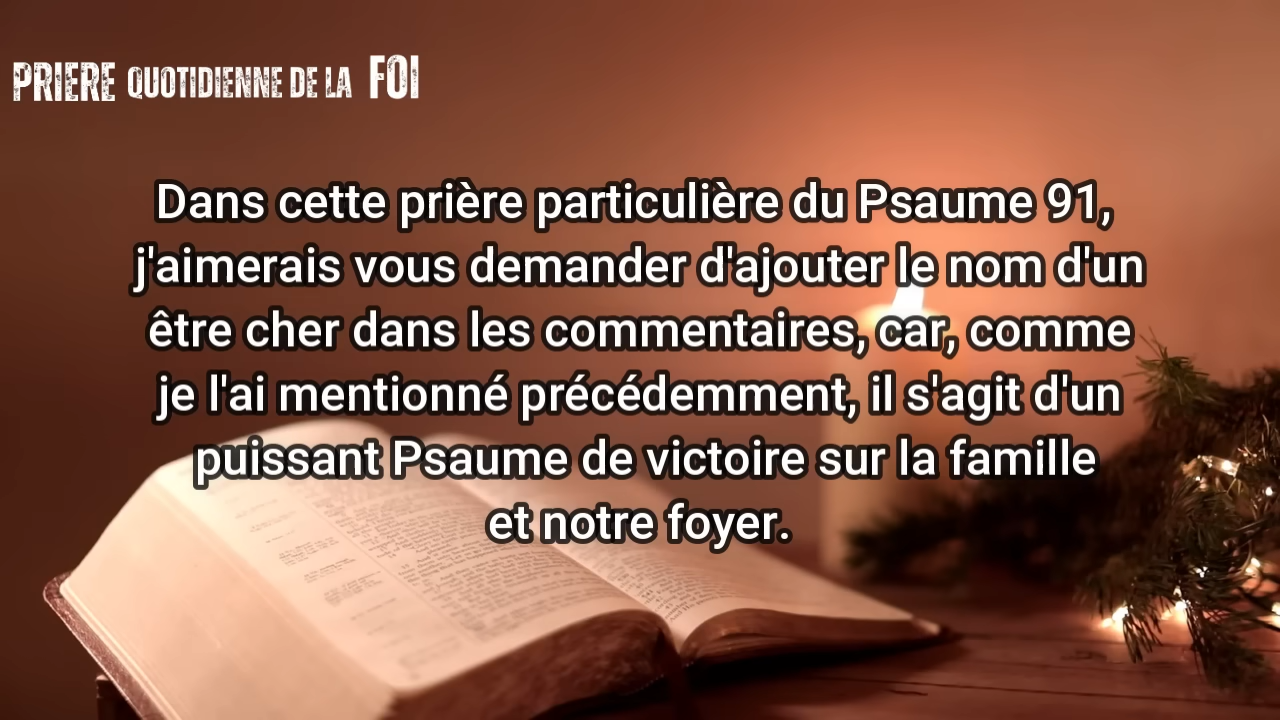 PRIERE QUOTIDIENNE DE LA FOI
Dans cette prière particulière du Psaume 91,
j'aimerais vous demander d'ajouter le nom d'un
être cher dans les commentaires, car, comme
je l'ai mentionné précédemment, il s'agit d'un
puissant Psaume de victoire sur la famille
et notre foyer.